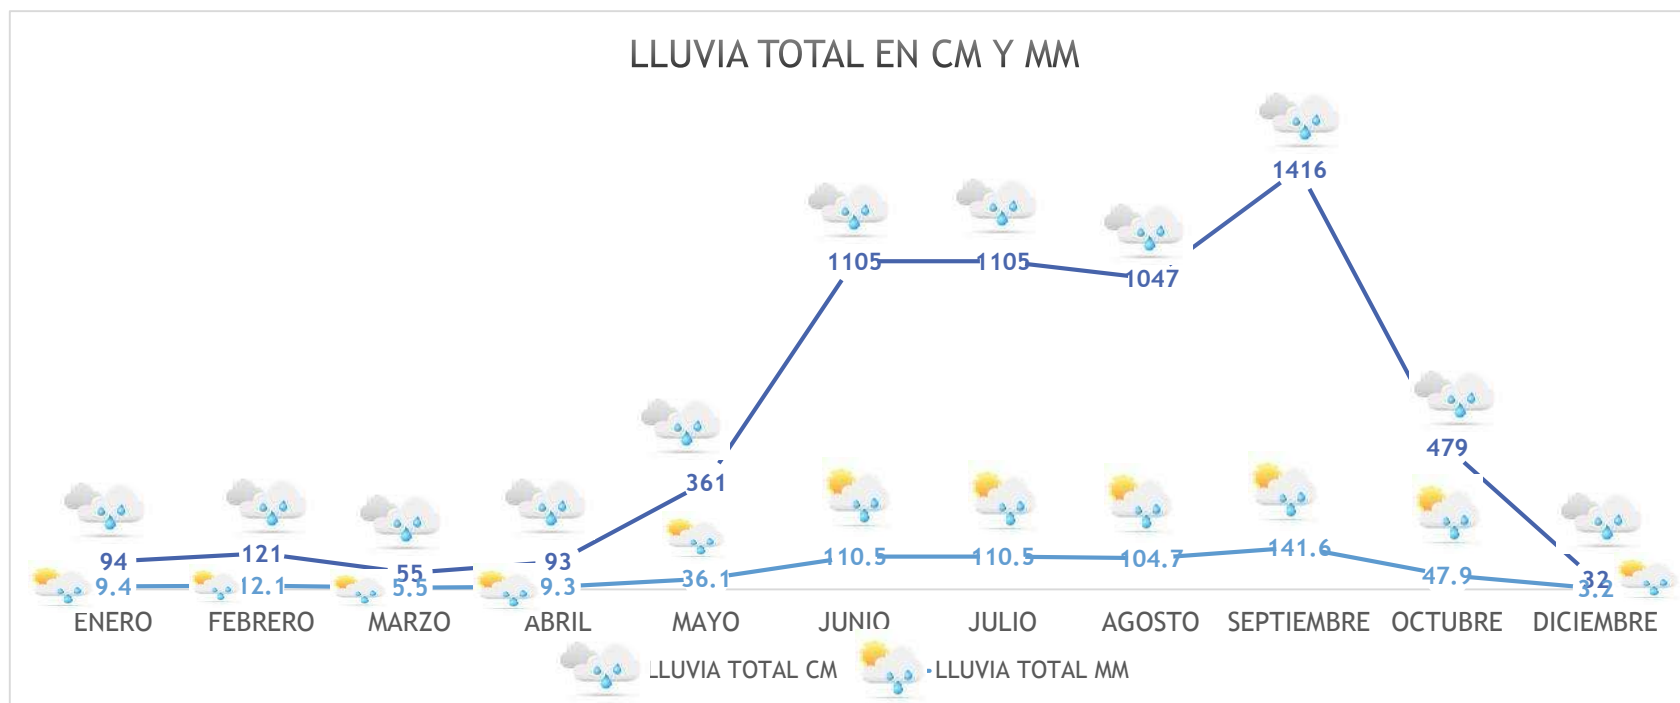 LLUVIA TOTAL EN CM Y MM
1416
1105 1105 1047
479
361
94 121 55 93 32
110.5 110.5 104.7 141.6
9.4 12.1 5.5 9.3 36.1 47.9 3.2
ENERO FEBRERO MARZO ABRIL MAYO JUNIO JULIO AGOSTO SEPTIEMBRE OCTUBRE DICIEMBRE
LLUVIA TOTAL CM LLUVIA TOTAL MM